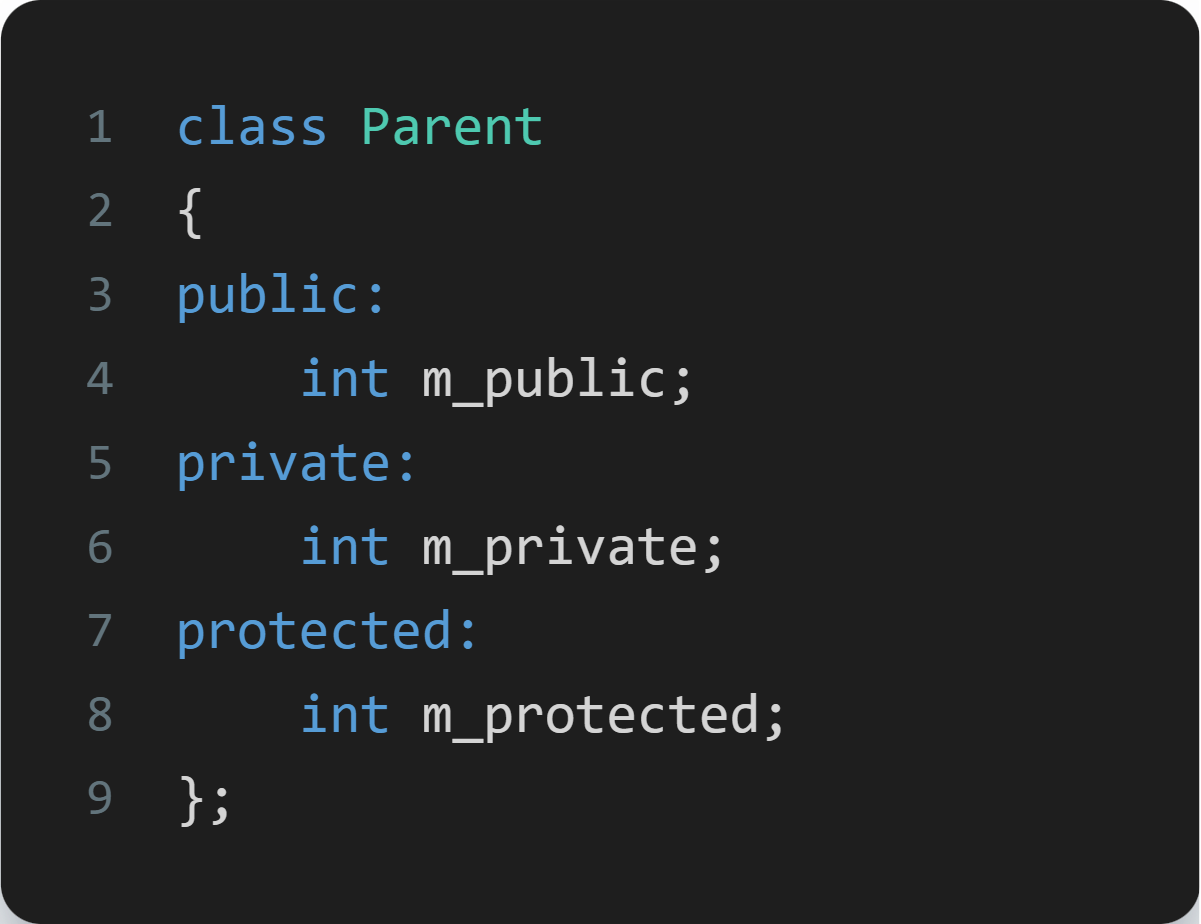 1 class Parent
2 {
3 public:
4     int m_public;
5 private:
6     int m_private;
7 protected:
8     int m_protected;
9 };